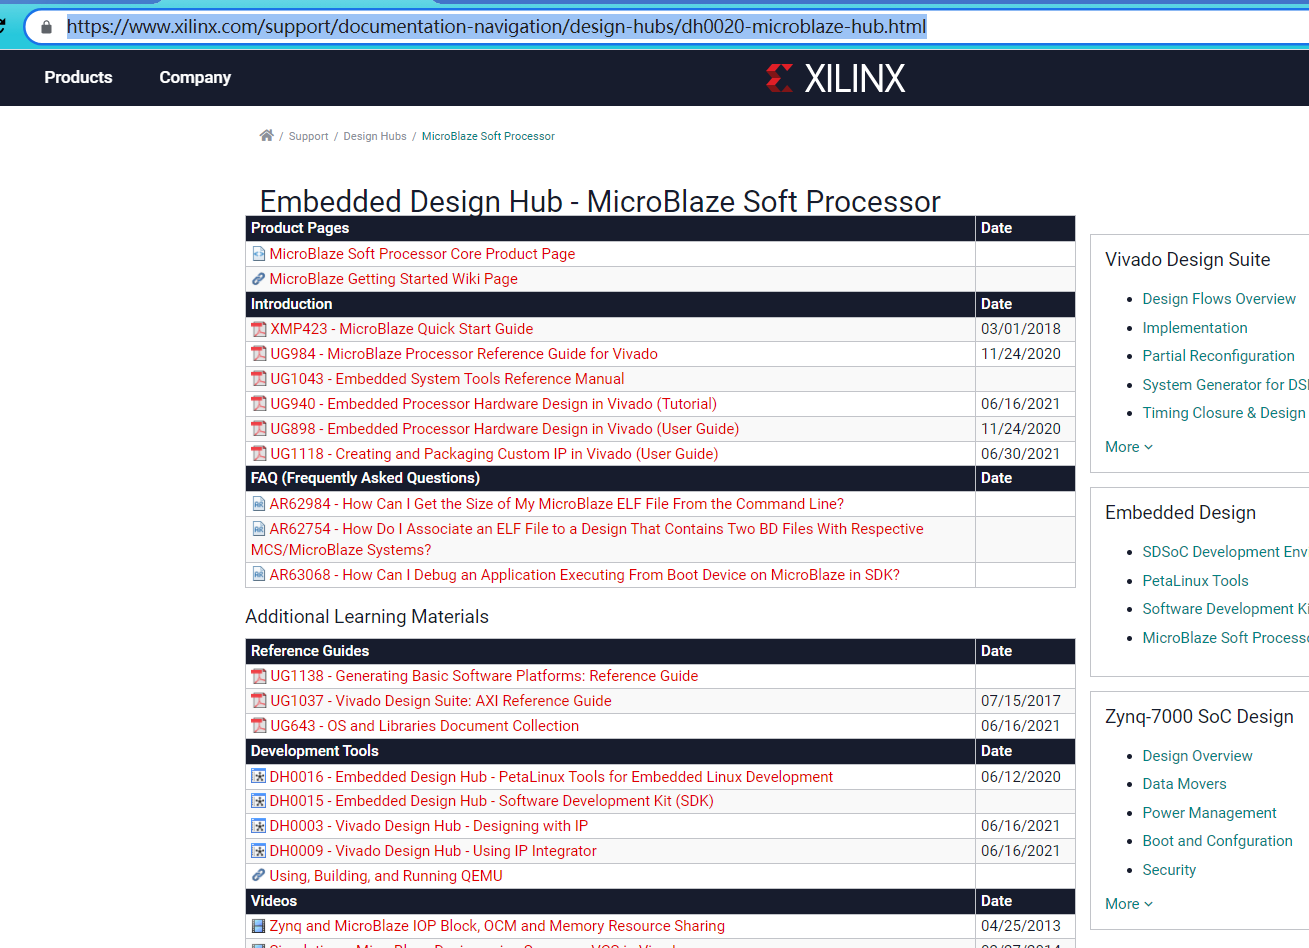 https://www.xilinx.com/support/documentation-navigation/design-hubs/dh0020-microblaze-hub.html
Products Company XILINX
/ Support / Design Hubs / MicroBlaze Soft Processor
Embedded Design Hub - MicroBlaze Soft Processor
Product Pages Date
MicroBlaze Soft Processor Core Product Page
MicroBlaze Getting Started Wiki Page
Introduction Date
XMP423 - MicroBlaze Quick Start Guide 03/01/2018
UG984 - MicroBlaze Processor Reference Guide for Vivado 11/24/2020
UG1043 - Embedded System Tools Reference Manual
UG940 - Embedded Processor Hardware Design in Vivado (Tutorial) 06/16/2021
UG898 - Embedded Processor Hardware Design in Vivado (User Guide) 11/24/2020
UG1118 - Creating and Packaging Custom IP in Vivado (User Guide) 06/30/2021
FAQ (Frequently Asked Questions) Date
AR62984 - How Can I Get the Size of My MicroBlaze ELF File From the Command Line?
AR62754 - How Do I Associate an ELF File to a Design That Contains Two BD Files With Respective
MCS/MicroBlaze Systems?
AR63068 - How Can I Debug an Application Executing From Boot Device on MicroBlaze in SDK?
Additional Learning Materials
Reference Guides Date
UG1138 - Generating Basic Software Platforms: Reference Guide
UG1037 - Vivado Design Suite: AXI Reference Guide 07/15/2017
UG643 - OS and Libraries Document Collection 06/16/2021
Development Tools Date
DH0016 - Embedded Design Hub - PetaLinux Tools for Embedded Linux Development 06/12/2020
DH0015 - Embedded Design Hub - Software Development Kit (SDK)
DH0003 - Vivado Design Hub - Designing with IP 06/16/2021
DH0009 - Vivado Design Hub - Using IP Integrator 06/16/2021
Using, Building, and Running QEMU
Videos Date
Zynq and MicroBlaze IOP Block, OCM and Memory Resource Sharing 04/25/2013
Vivado Design Suite
Design Flows Overview
Implementation
Partial Reconfiguration
System Generator for DS
Timing Closure & Design
More
Embedded Design
SDSoC Development Env
PetaLinux Tools
Software Development Ki
MicroBlaze Soft Processo
Zynq-7000 SoC Design
Design Overview
Data Movers
Power Management
Boot and Confguration
Security
More